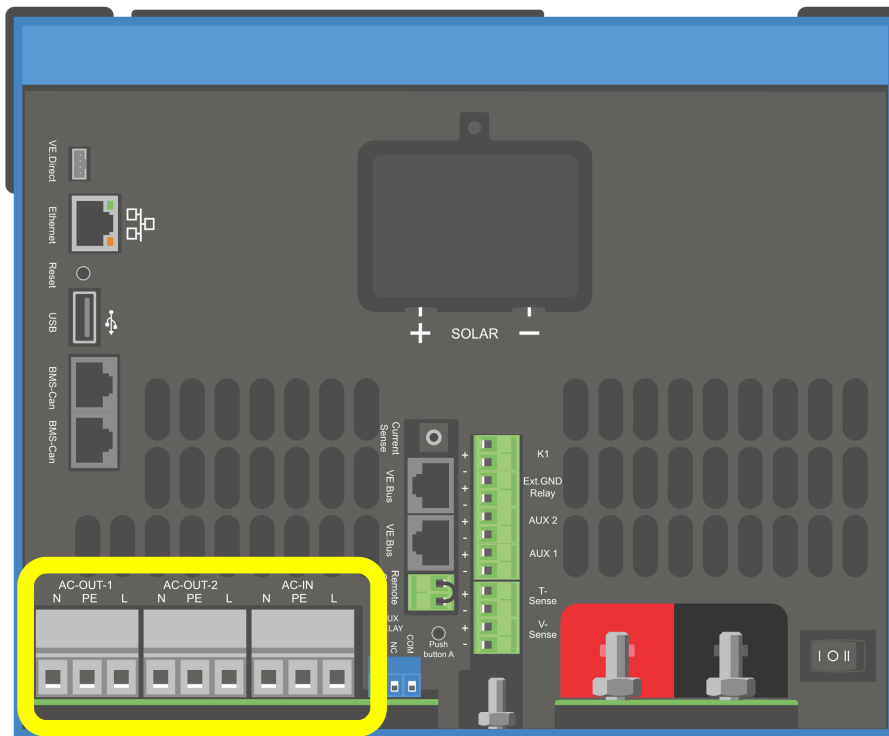 VE.Direct
Ethernet
Reset
USB
BMS-Can
BMS-Can
+ SOLAR −
Current
Sense
VE.Bus
VE.Bus
Remote
+
-
+
-
+
-
+
-
+
-
+
-
K1
Ext.GND
Relay
AUX 2
AUX 1
T-
Sense
V-
Sense
AC-OUT-1
N PE L
AC-OUT-2
N PE L
AC-IN
N PE L
NC
COM
Push
button A
I O II